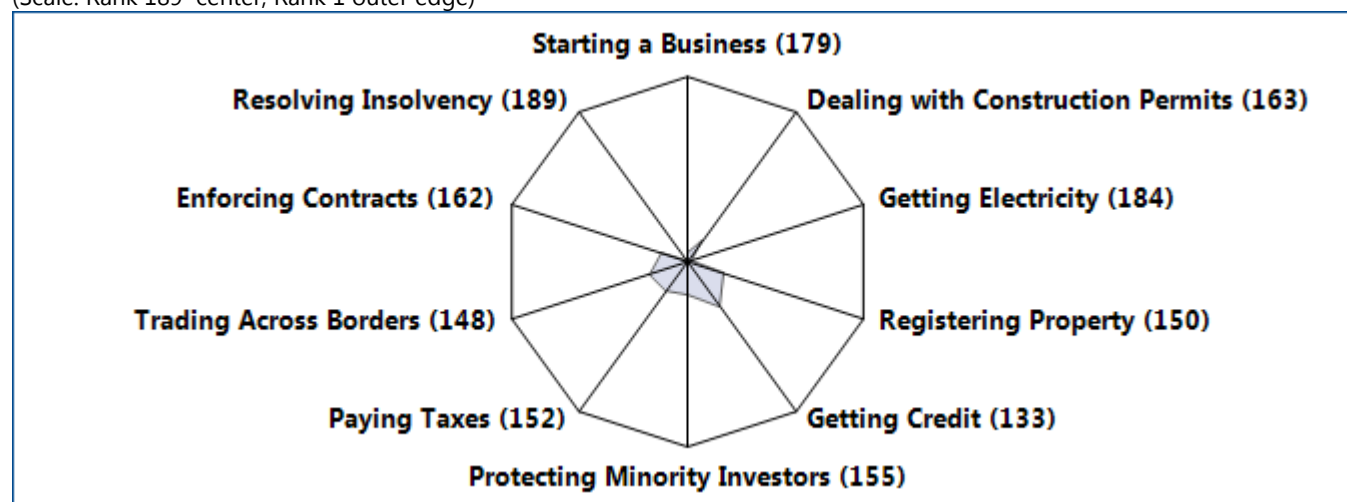 (Scale: Rank 189 center, Rank 1 outer edge)
Starting a Business (179)
Resolving Insolvency (189)
Dealing with Construction Permits (163)
Enforcing Contracts (162)
Getting Electricity (184)
Trading Across Borders (148)
Registering Property (150)
Paying Taxes (152)
Getting Credit (133)
Protecting Minority Investors (155)